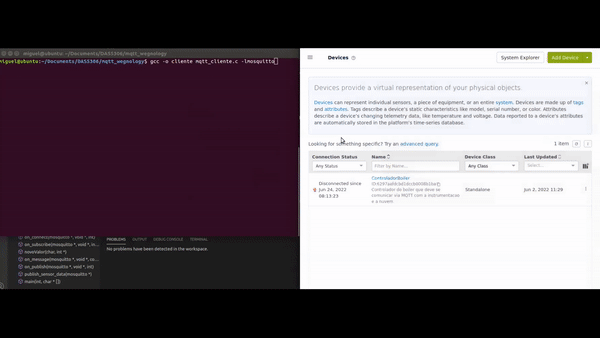 miguel@ubuntu: ~/Documents/DAS5306/mqtt_wegnology
miguel@ubuntu:~/Documents/DAS5306/mqtt_wegnology$ gcc -o cliente mqtt_cliente.c -lmosquitto
on_connect(mosquitto *, void *, i...
on_subscribe(mosquitto *, void *, ...
on_message(mosquitto *, void *, co...
on_publish(mosquitto *, void *, int)
publish_sensor_data(mosquitto *)
main(int, char * [])
PROBLEMS OUTPUT DEBUG CONSOLE TERMINAL
No problems have been detected in the workspace.
Devices
System Explorer
Add Device
Devices provide a virtual representation of your physical objects
Devices can represent individual sensors, a piece of equipment, or an entire system. Devices are made up of tags
and attributes. Tags describe a device's static characteristics like model, serial number, or color. Attributes
describe a device's changing telemetry data, like temperature and voltage. Data reported to a device's attributes
are automatically stored in the platform's time-series database.
Looking for something specific? Try an advanced query.
1 item
Connection Status Name Device Class Last Updated
Any Status Filter by Name... Any Class Select...
Disconnected since
Jun 24, 2022
08:13:23
ControladorBoiler
Controlador de boiler que deve se
comunicar via MQTT com a instrumentacao
e a nuvem
Standalone
Jun 2, 2022 11:29